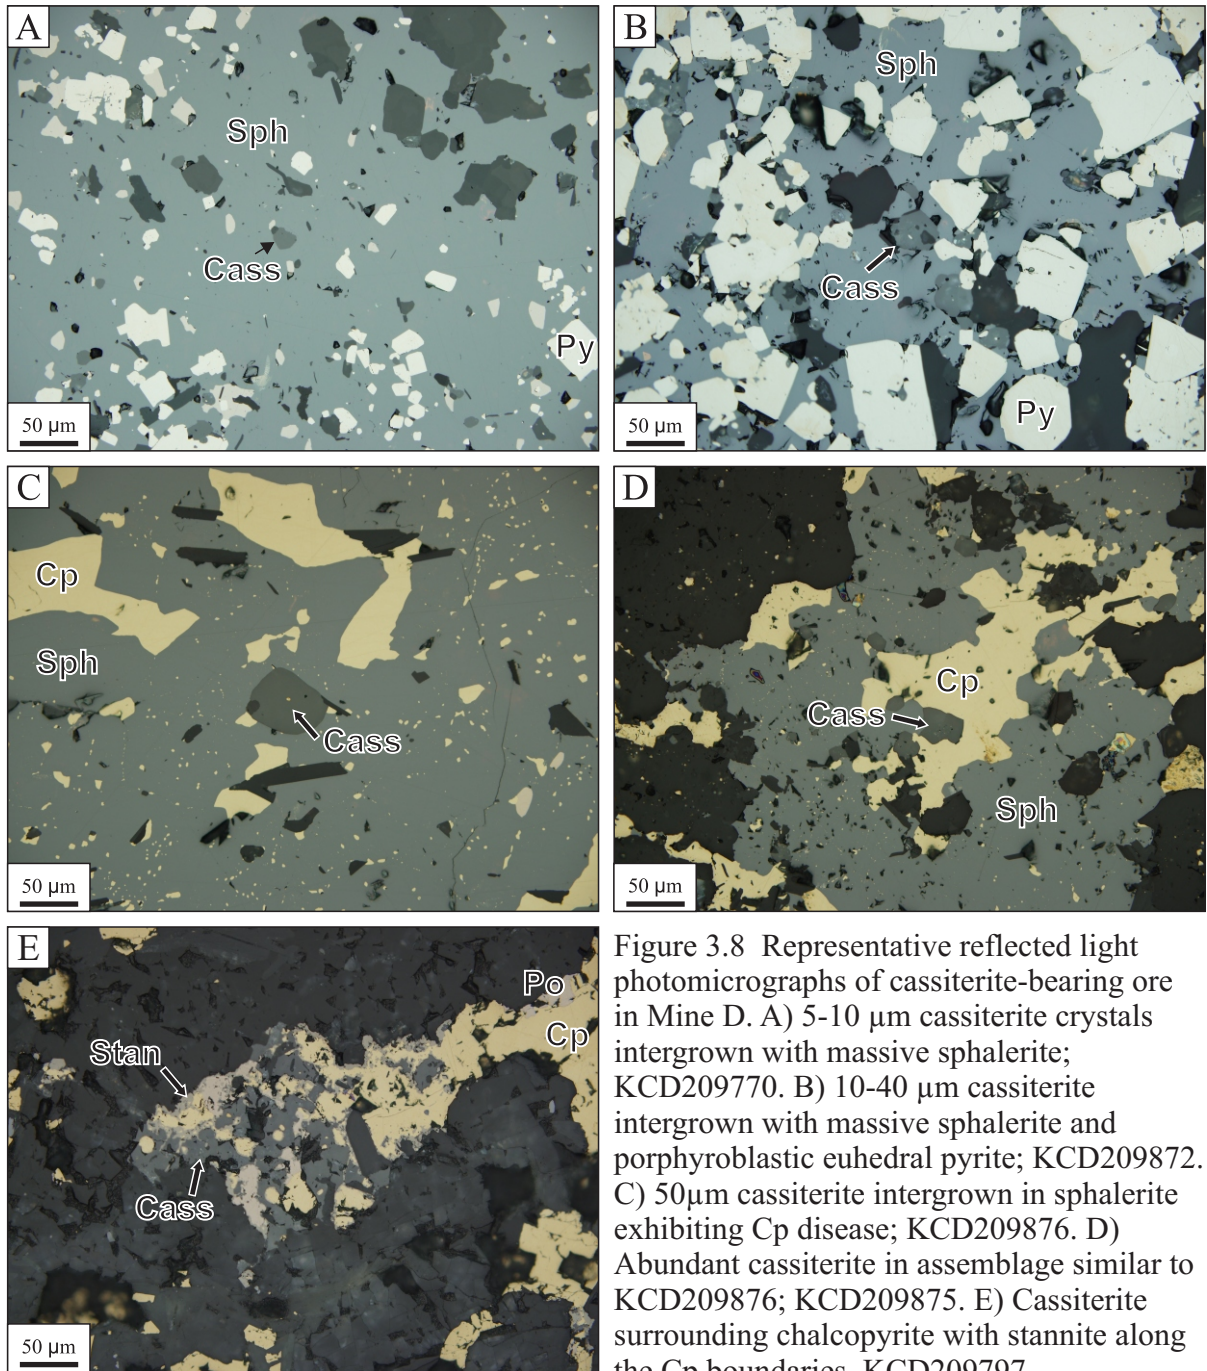 A
Sph
Cass
Py
50 µm
B
Sph
Cass
Py
50 µm
C
Cp
Sph
Cass
50 µm
D
Cp
Cass
Sph
50 µm
E
Po
Cp
Stan
Cass
50 µm
Figure 3.8 Representative reflected light
photomicrographs of cassiterite-bearing ore
in Mine D. A) 5-10 µm cassiterite crystals
intergrown with massive sphalerite;
KCD209770. B) 10-40 µm cassiterite
intergrown with massive sphalerite and
porphyroblastic euhedral pyrite; KCD209872.
C) 50µm cassiterite intergrown in sphalerite
exhibiting Cp disease; KCD209876. D)
Abundant cassiterite in assemblage similar to
KCD209876; KCD209875. E) Cassiterite
surrounding chalcopyrite with stannite along
the Cp boundaries. KCD209797